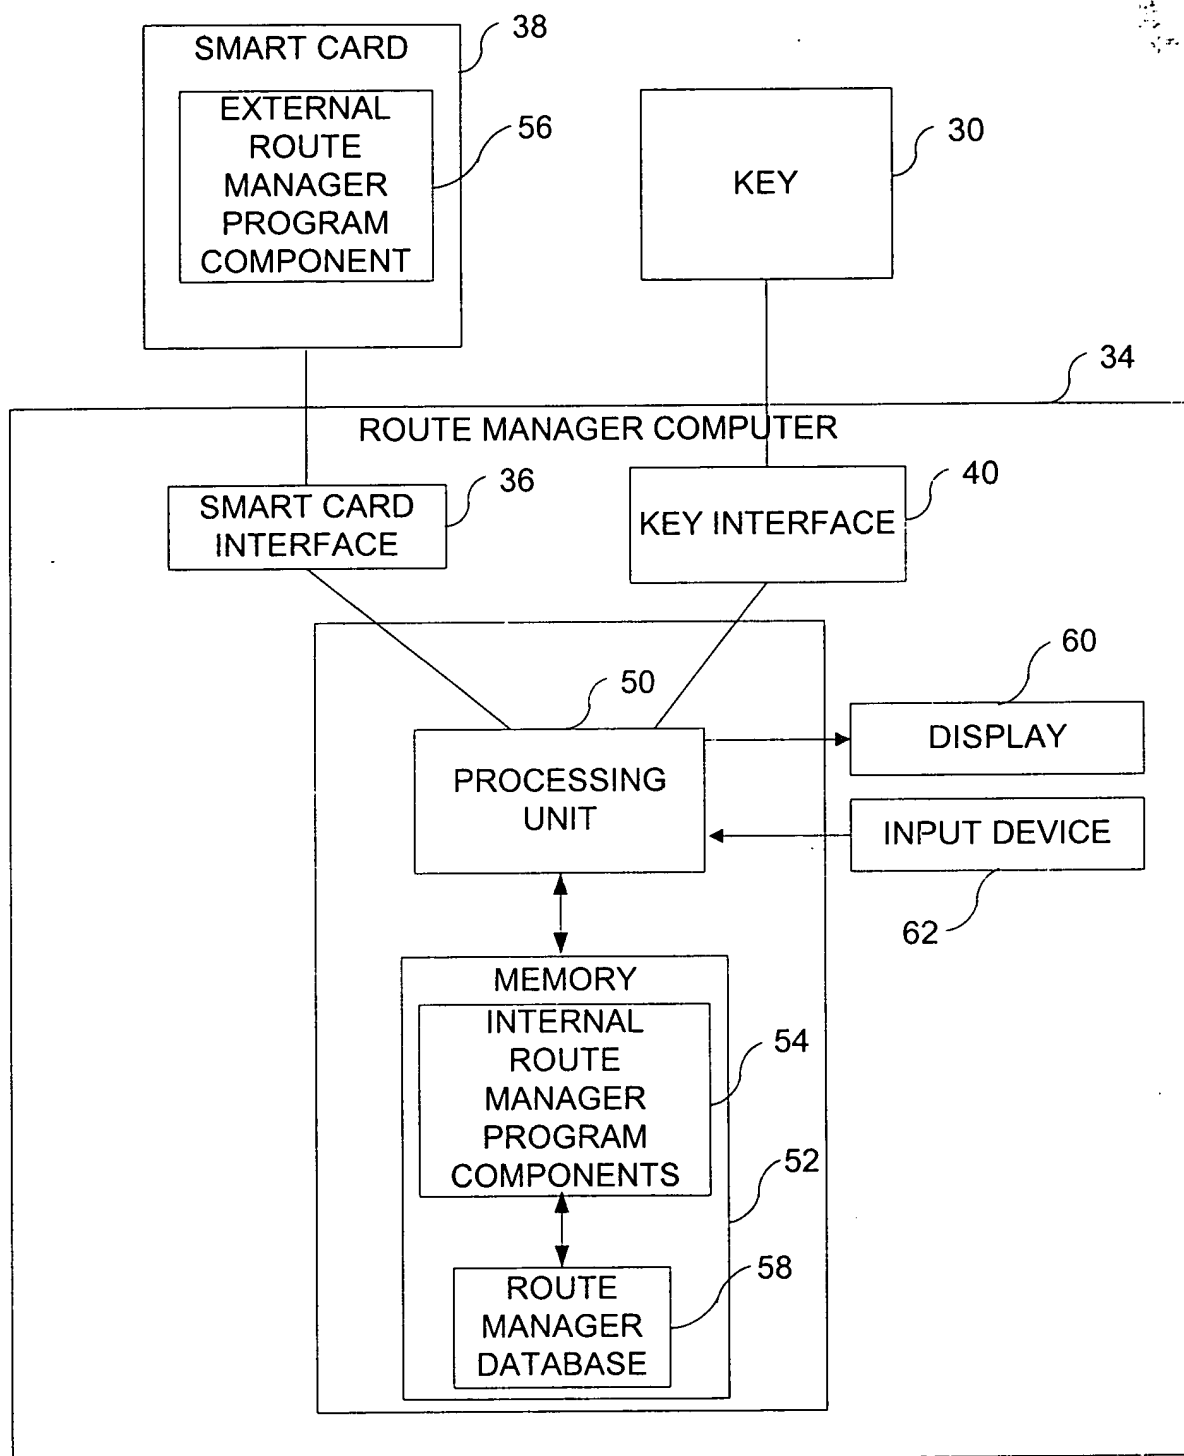 38
SMART CARD
EXTERNAL
ROUTE
MANAGER
PROGRAM
COMPONENT
56
30
KEY
34
ROUTE MANAGER COMPUTER
36
SMART CARD
INTERFACE
40
KEY INTERFACE
60
50
DISPLAY
PROCESSING
UNIT
INPUT DEVICE
62
MEMORY
INTERNAL
ROUTE
MANAGER
PROGRAM
COMPONENTS
54
52
58
ROUTE
MANAGER
DATABASE